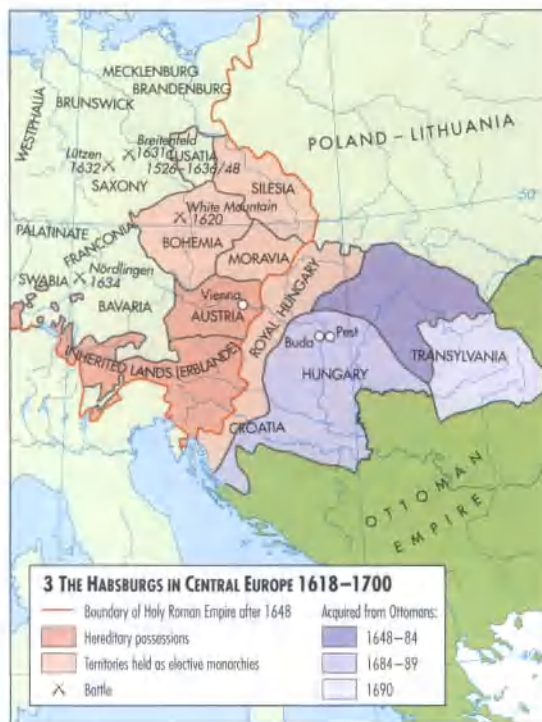 MECKLENBURG
BRANDENBURG
BRUNSWICK
WESTPHALIA
POLAND – LITHUANIA
Breitenfeld
1631
Lützen
1632
LUSATIA
1526–1635/48
SAXONY
SILESIA
50
White Mountain
1620
PALATINATE
FRANCONIA
BOHEMIA
MORAVIA
SWABIA
Nördlingen
1634
BAVARIA
Vienna
AUSTRIA
ROYAL HUNGARY
Buda
Pest
TRANSYLVANIA
INHERITED LANDS (ERBLANDE)
HUNGARY
CROATIA
OTTOMAN
EMPIRE
3 THE HABSBURGS IN CENTRAL EUROPE 1618–1700
Boundary of Holy Roman Empire after 1648
Hereditary possessions
Territories held as elective monarchies
Battle
Acquired from Ottomans:
1648–84
1684–89
1690